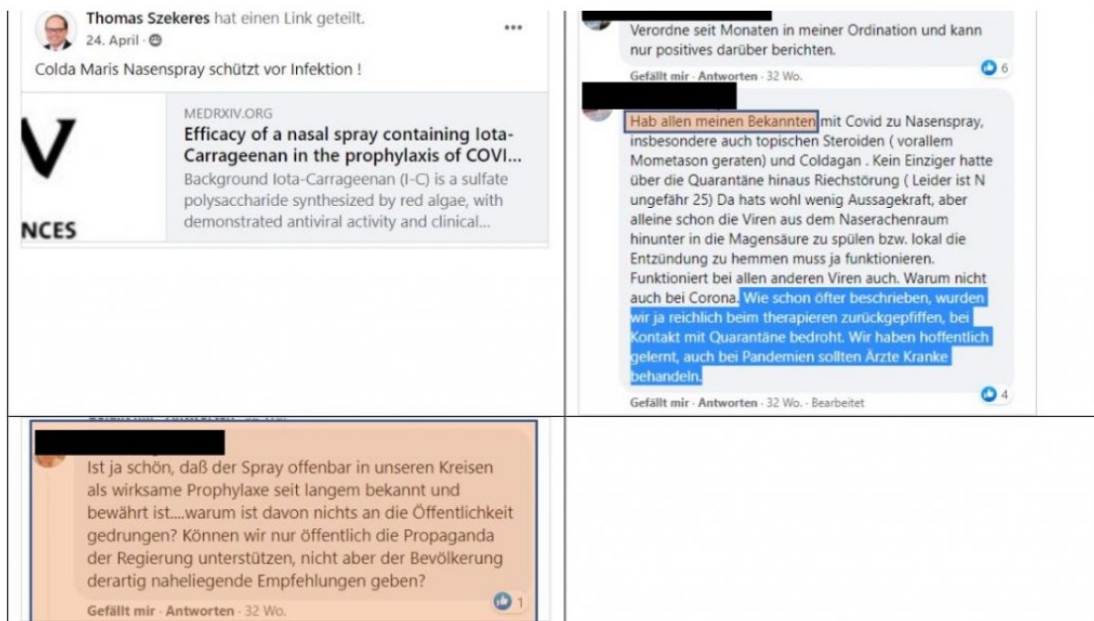 Thomas Szekeres hat einen Link geteilt.
24. April ·
Colda Maris Nasenspray schützt vor Infektion !
V
NCES
MEDRXIV.ORG
Efficacy of a nasal spray containing Iota-
Carrageenan in the prophylaxis of COVI...
Background Iota-Carrageenan (I-C) is a sulfate
polysaccharide synthesized by red algae, with
demonstrated antiviral activity and clinical...
Verordne seit Monaten in meiner Ordination und kann
nur positives darüber berichten.
Gefällt mir · Antworten · 32 Wo.
6
Hab allen meinen Bekannten mit Covid zu Nasenspray,
insbesondere auch topischen Steroiden ( vorallem
Mometason geraten) und Coldagan . Kein Einziger hatte
über die Quarantäne hinaus Riechstörung ( Leider ist N
ungefähr 25) Da hats wohl wenig Aussagekraft, aber
alleine schon die Viren aus dem Naserachenraum
hinunter in die Magensäure zu spülen bzw. lokal die
Entzündung zu hemmen muss ja funktionieren.
Funktioniert bei allen anderen Viren auch. Warum nicht
auch bei Corona. Wie schon öfter beschrieben, wurden
wir ja reichlich beim therapieren zurückgepfiffen, bei
Kontakt mit Quarantäne bedroht. Wir haben hoffentlich
gelernt, auch bei Pandemien sollten Ärzte Kranke
behandeln.
Gefällt mir · Antworten · 32 Wo. · Bearbeitet
4
Ist ja schön, daß der Spray offenbar in unseren Kreisen
als wirksame Prophylaxe seit langem bekannt und
bewährt ist....warum ist davon nichts an die Öffentlichkeit
gedrungen? Können wir nur öffentlich die Propaganda
der Regierung unterstützen, nicht aber der Bevölkerung
derartig naheliegende Empfehlungen geben?
Gefällt mir · Antworten · 32 Wo.
1